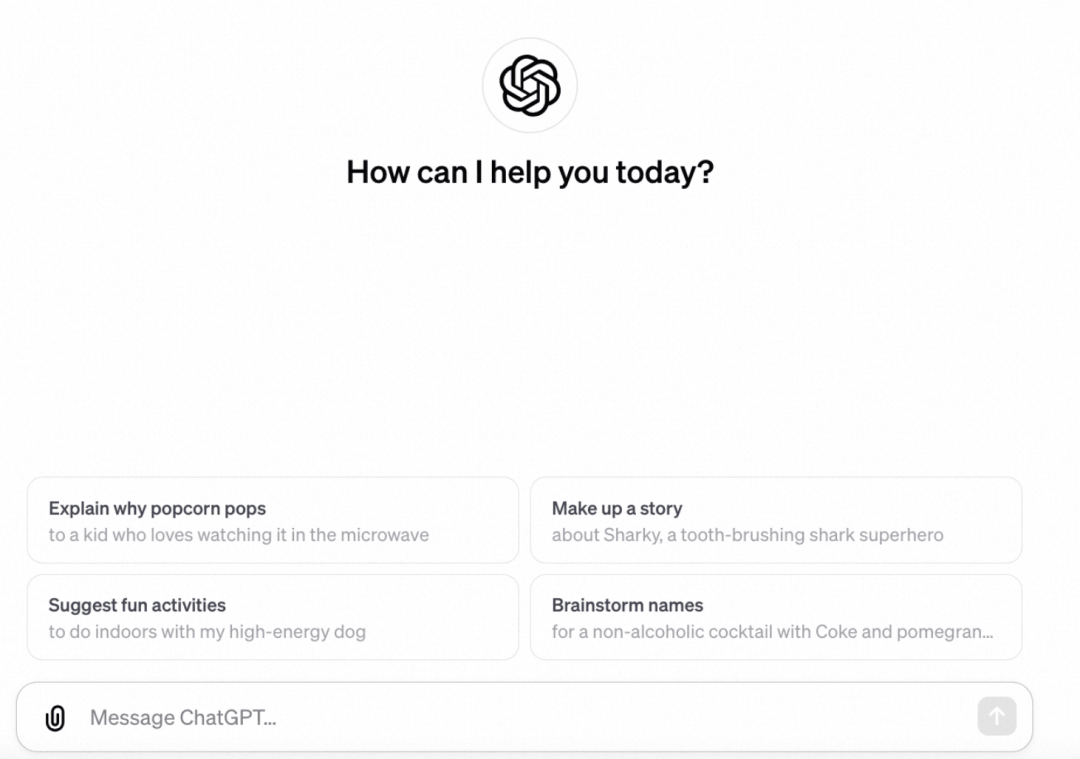 How can I help you today?
Explain why popcorn pops
to a kid who loves watching it in the microwave
Make up a story
about Sharky, a tooth-brushing shark superhero
Suggest fun activities
to do indoors with my high-energy dog
Brainstorm names
for a non-alcoholic cocktail with Coke and pomegran...
Message ChatGPT...